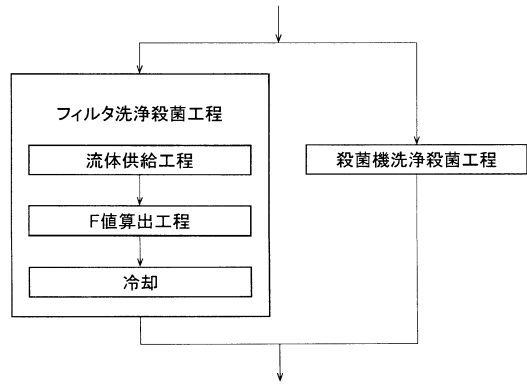 フィルタ洗浄殺菌工程
流体供給工程
殺菌機洗浄殺菌工程
F値算出工程
冷却